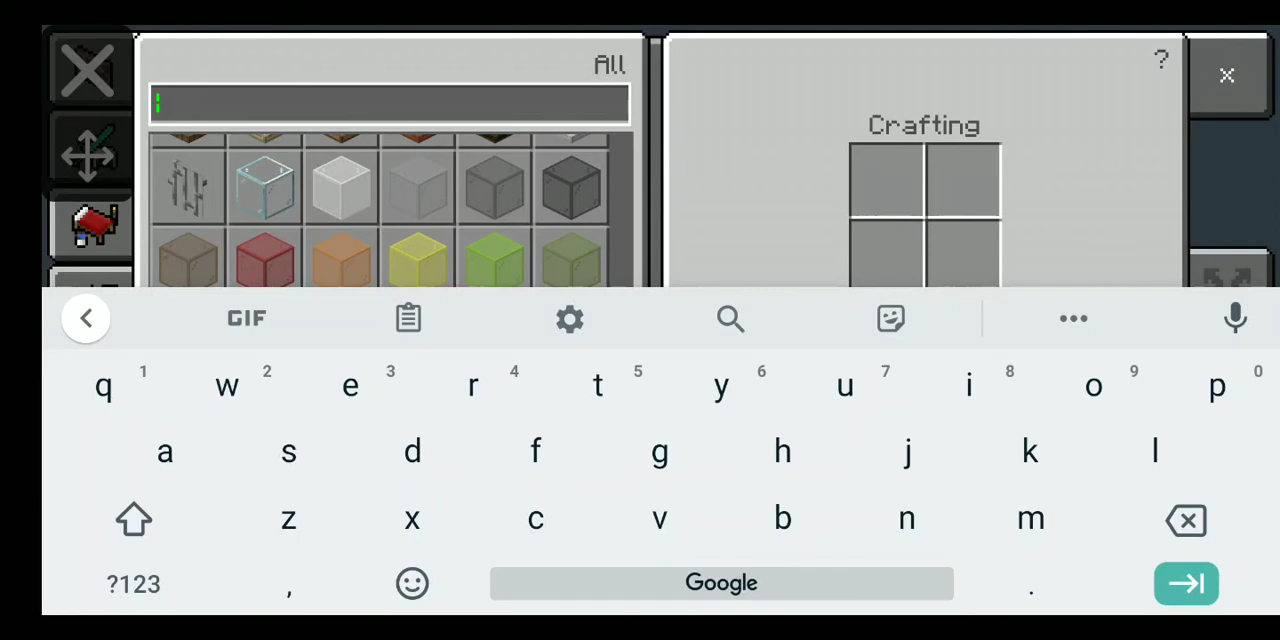 All
?
x
Crafting
GIF
q 1 w 2 e 3 r 4 t 5 y 6 u 7 i 8 o 9 p 0
a s d f g h j k l
z x c v b n m
?123 , Google .